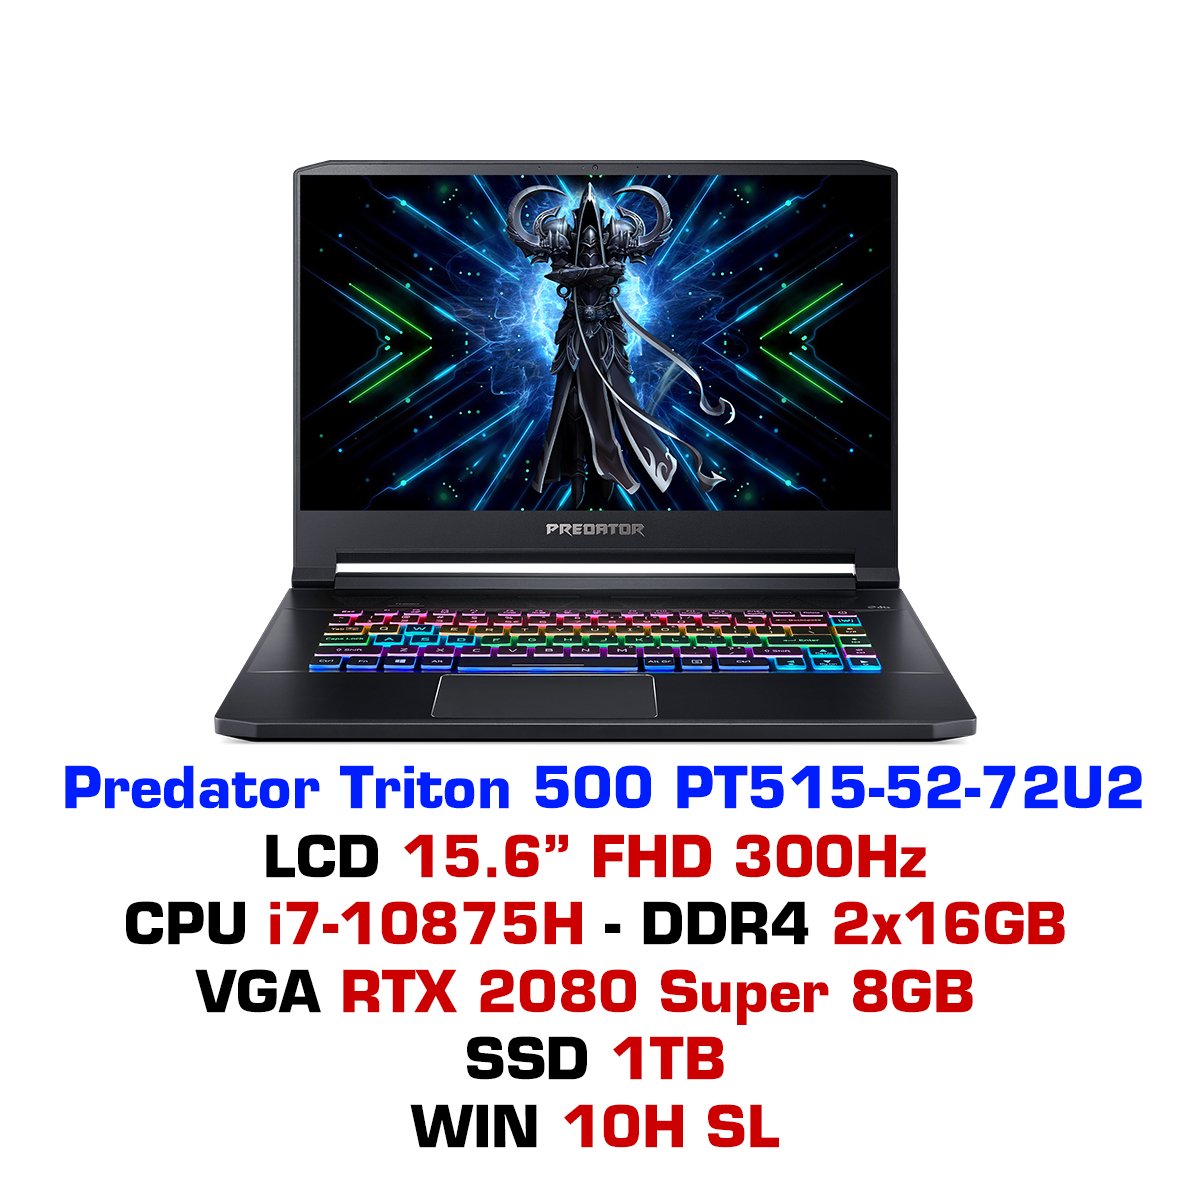 PREDATOR
Predator Triton 500 PT515-52-72U2
LCD 15.6” FHD 300Hz
CPU i7-10875H - DDR4 2x16GB
VGA RTX 2080 Super 8GB
SSD 1TB
WIN 10H SL